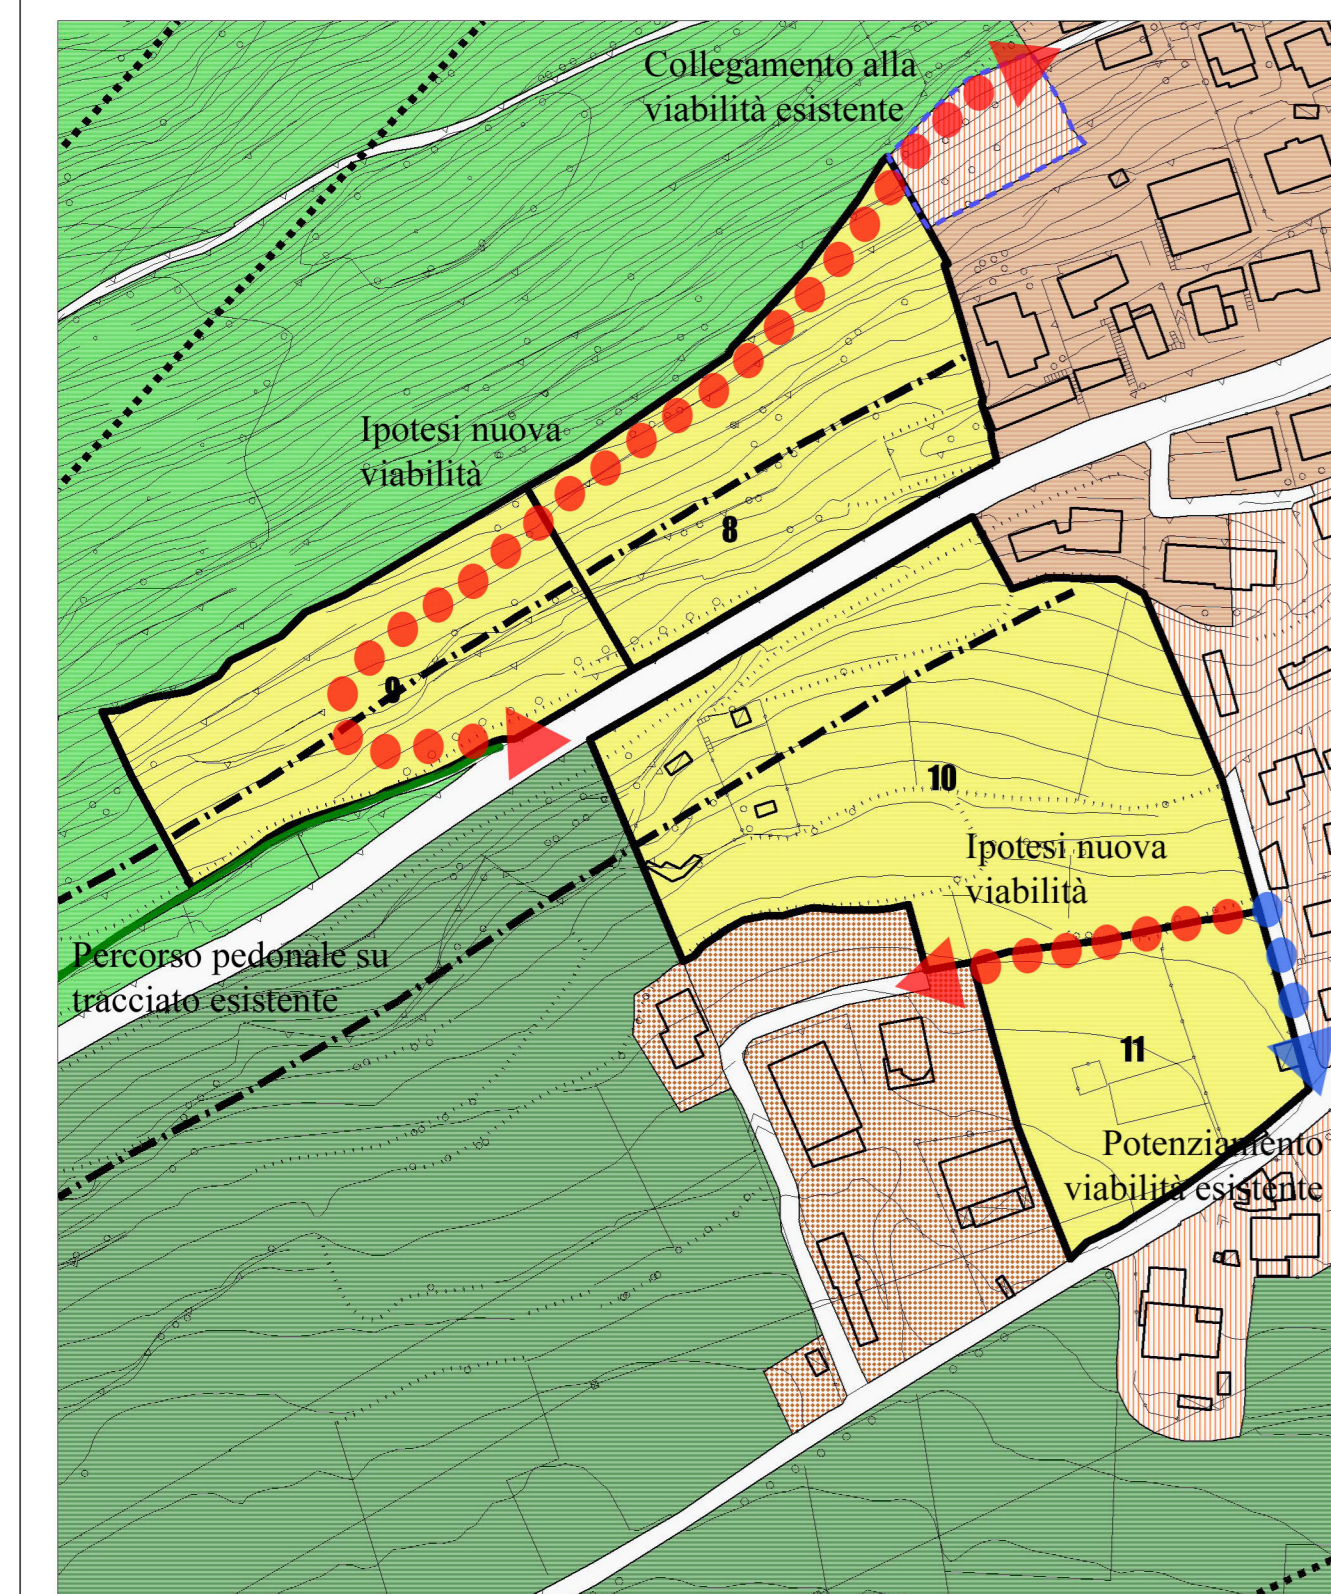 Collegamento alla
viabilità esistente
Ipotesi nuova
viabilità
8
9
10
Ipotesi nuova
viabilità
Percorso pedonale su
tracciato esistente
11
Potenziamento
viabilità esistente